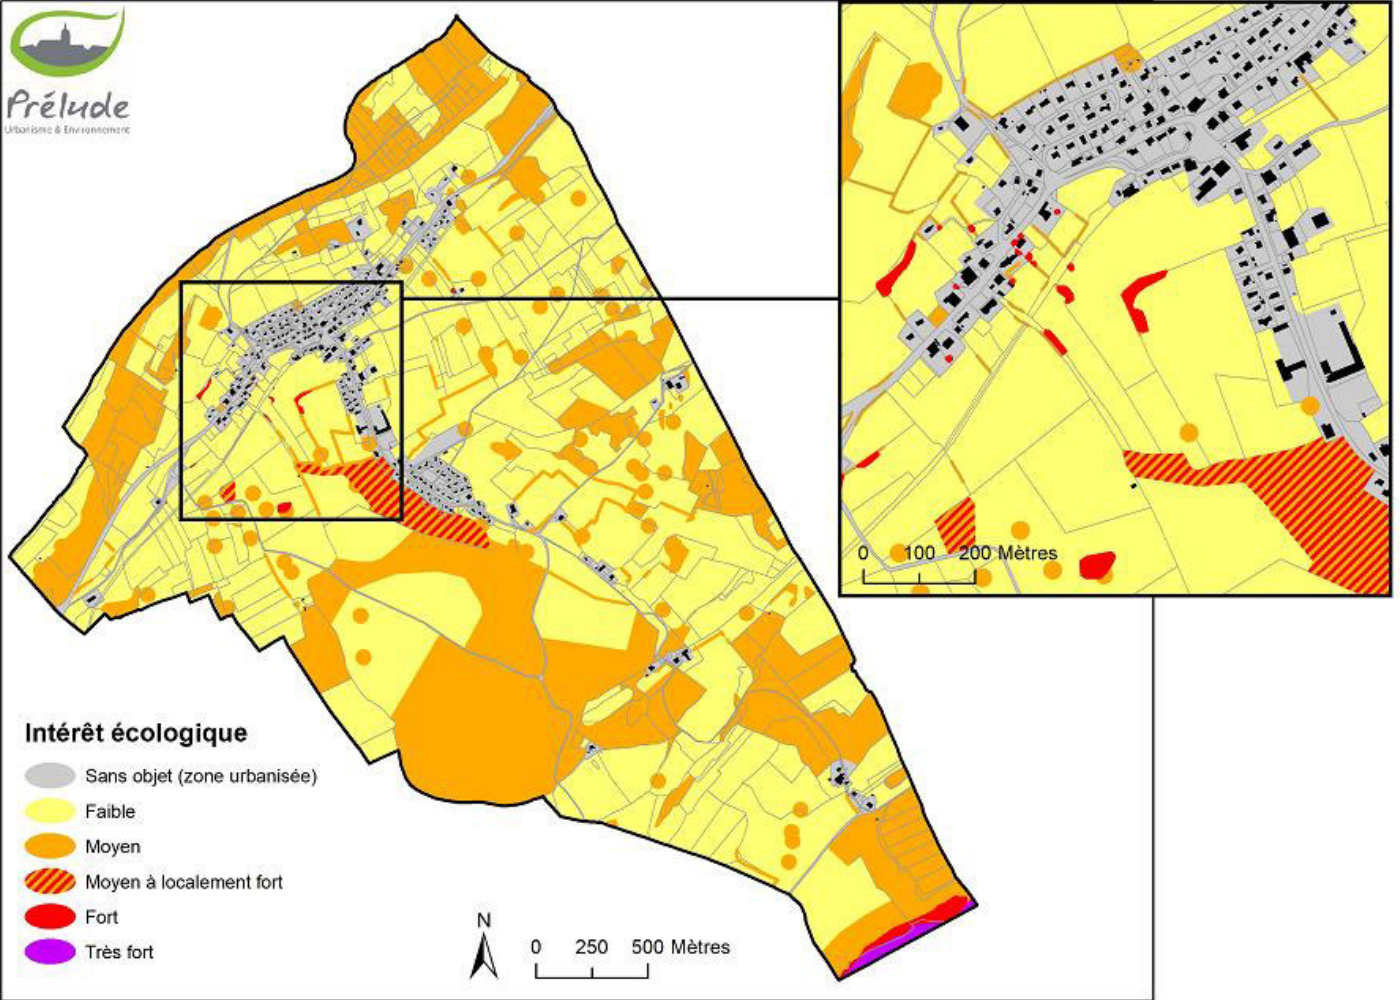 Prélude
Urbanisme & Environnement
0 100 200 Mètres
Intérêt écologique
Sans objet (zone urbanisée)
Faible
Moyen
Moyen à localement fort
Fort
Très fort
N
0 250 500 Mètres